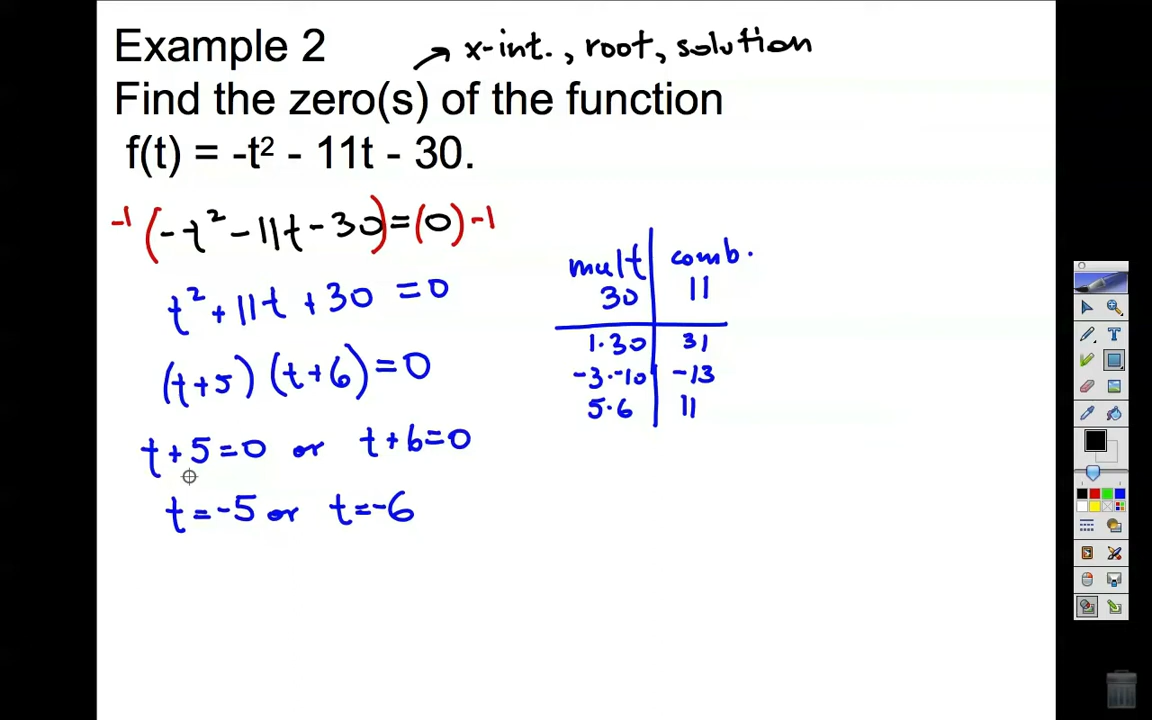 Example 2
→ x-int., root, solution
Find the zero(s) of the function
f(t) = -t² - 11t - 30.
-1 (-t² - 11t - 30) = (0) -1
t² + 11t + 30 = 0
(t+5) (t+6) = 0
t+5=0 or t+6=0
t=-5 or t=-6
mult comb.
30 11
1·30 31
-3·-10 -13
5·6 11
T